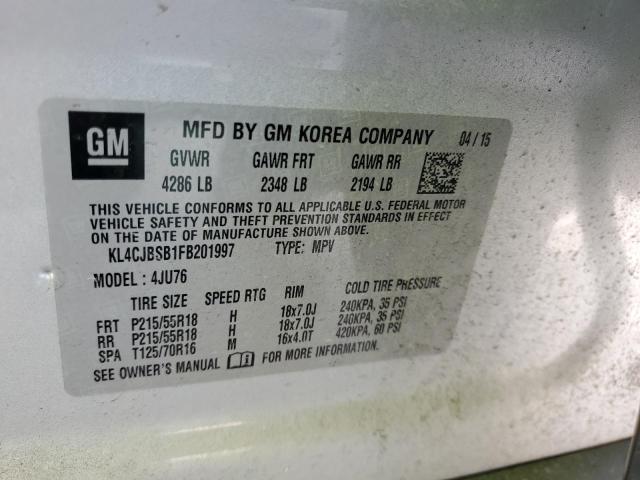 GM
MFD BY GM KOREA COMPANY 04/15
GVWR GAWR FRT GAWR RR
4286 LB 2348 LB 2194 LB
THIS VEHICLE CONFORMS TO ALL APPLICABLE U.S. FEDERAL MOTOR
VEHICLE SAFETY AND THEFT PREVENTION STANDARDS IN EFFECT
ON THE DATE OF MANUFACTURE SHOWN ABOVE.
KL4CJBSB1FB201997 TYPE: MPV
MODEL : 4JU76
TIRE SIZE SPEED RTG RIM COLD TIRE PRESSURE
FRT P215/55R18 H 18x7.0J 240KPA, 35 PSI
RR P215/55R18 H 18x7.0J 240KPA, 35 PSI
SPA T125/70R16 M 16x4.0T 420KPA, 60 PSI
SEE OWNER'S MANUAL FOR MORE INFORMATION.